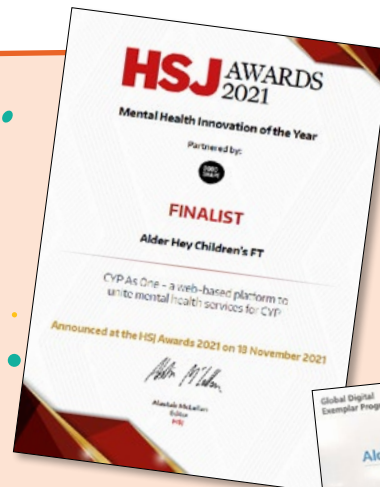 HSJ AWARDS
2021
Mental Health Innovation of the Year
Partnered by:
FINALIST
Alder Hey Children's FT
CYP As One – a web-based platform to
unite mental health services for CYP
Announced at the HSJ Awards 2021 on 18 November 2021
Alastair McLellan
Editor
HSJ
Global Digital
Exemplar